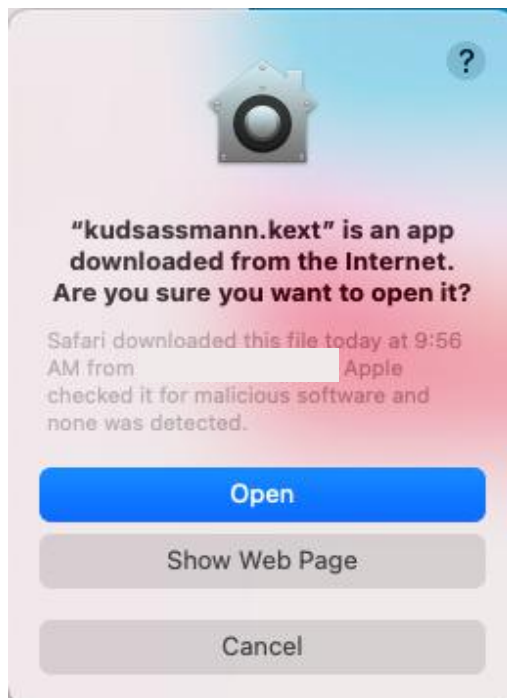 ?
“kudsassmann.kext” is an app
downloaded from the Internet.
Are you sure you want to open it?
Safari downloaded this file today at 9:56
AM from Apple
checked it for malicious software and
none was detected.
Open
Show Web Page
Cancel